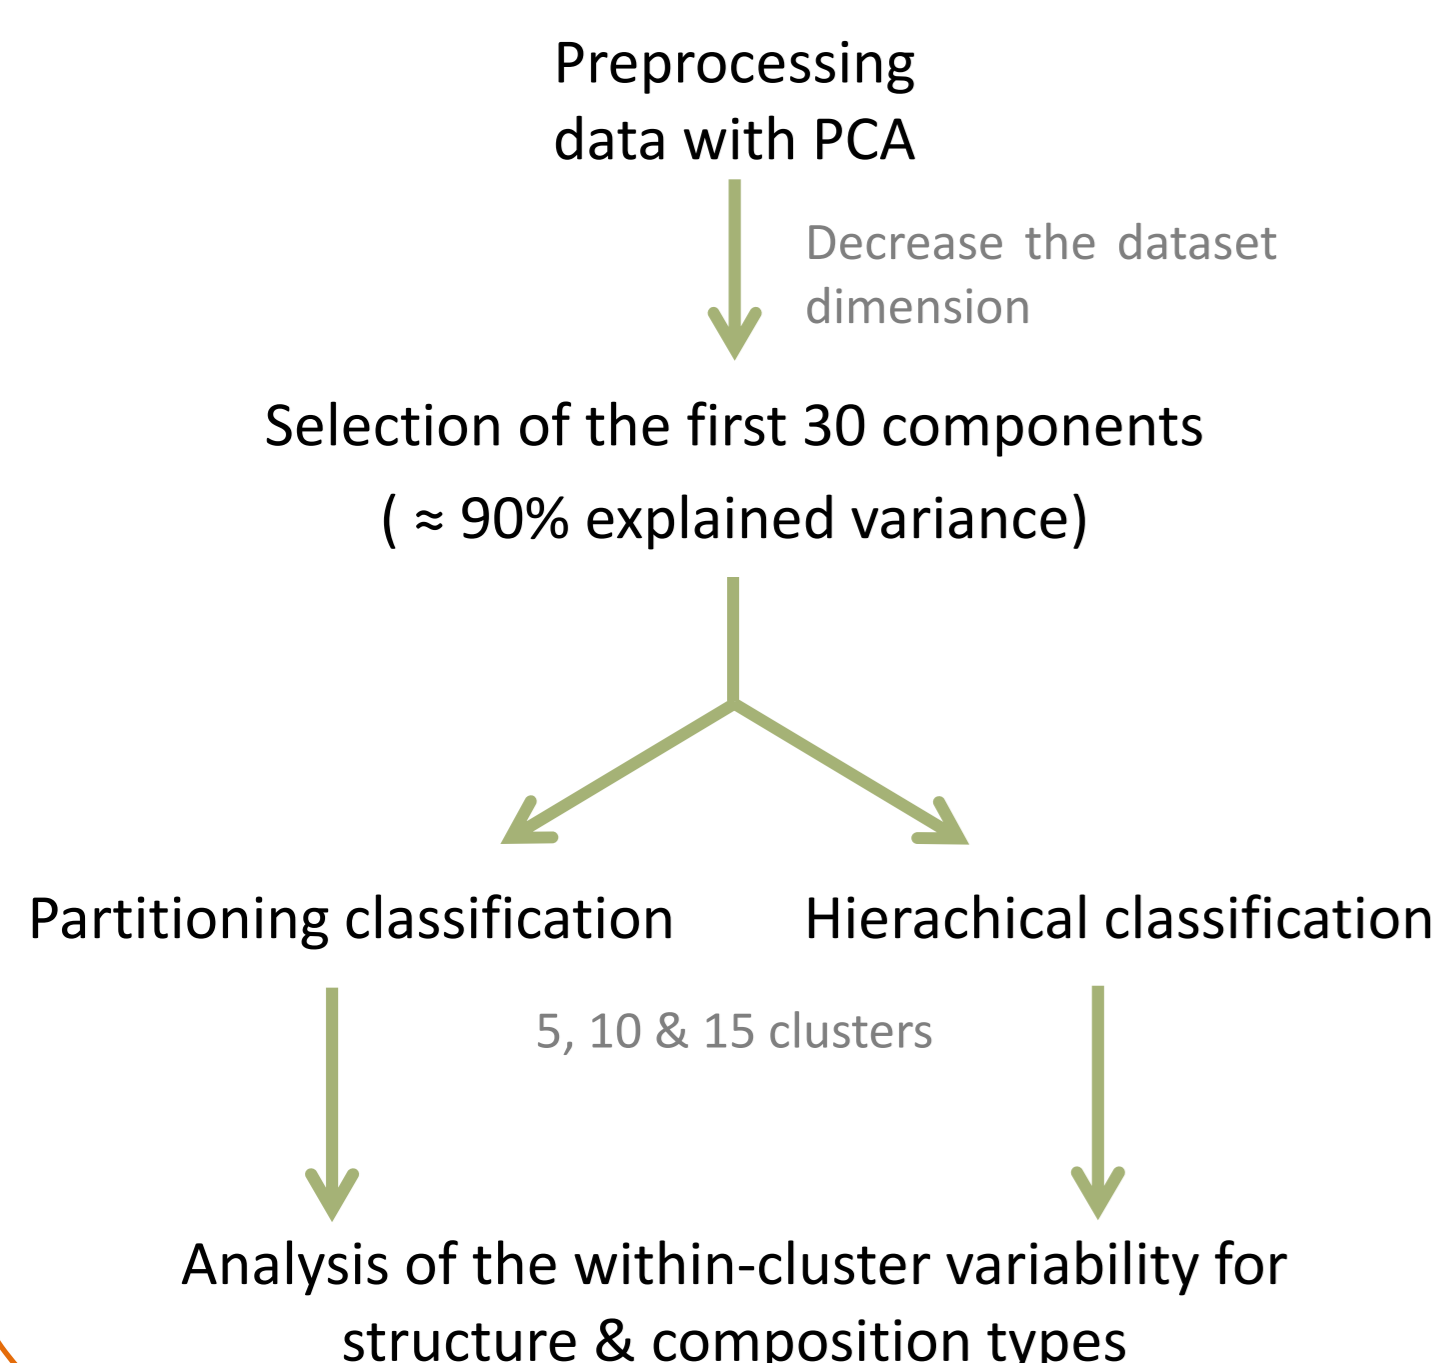 Preprocessing
data with PCA
Decrease the dataset
dimension
Selection of the first 30 components
( ≈ 90% explained variance)
Partitioning classification
Hierachical classification
5, 10 & 15 clusters
Analysis of the within-cluster variability for
structure & composition types